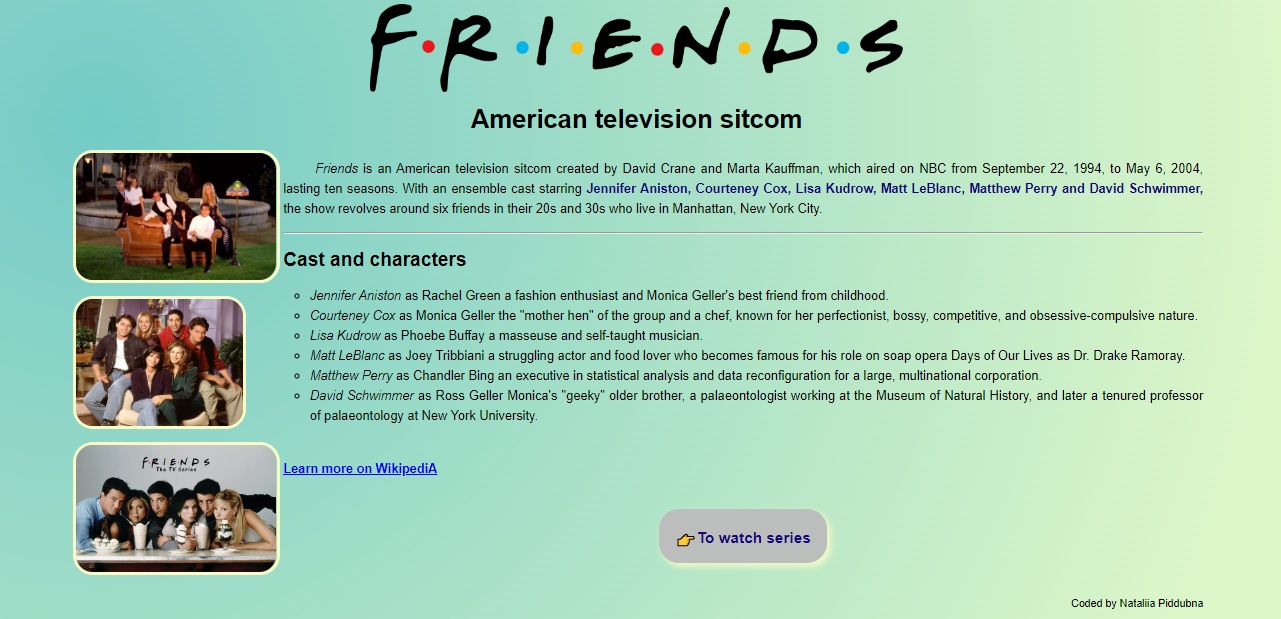 F•R•I•E•N•D•S
American television sitcom
Friends is an American television sitcom created by David Crane and Marta Kauffman, which aired on NBC from September 22, 1994, to May 6, 2004,
lasting ten seasons. With an ensemble cast starring Jennifer Aniston, Courteney Cox, Lisa Kudrow, Matt LeBlanc, Matthew Perry and David Schwimmer,
the show revolves around six friends in their 20s and 30s who live in Manhattan, New York City.
Cast and characters
Jennifer Aniston as Rachel Green a fashion enthusiast and Monica Geller's best friend from childhood.
Courteney Cox as Monica Geller the "mother hen" of the group and a chef, known for her perfectionist, bossy, competitive, and obsessive-compulsive nature.
Lisa Kudrow as Phoebe Buffay a masseuse and self-taught musician.
Matt LeBlanc as Joey Tribbiani a struggling actor and food lover who becomes famous for his role on soap opera Days of Our Lives as Dr. Drake Ramoray.
Matthew Perry as Chandler Bing an executive in statistical analysis and data reconfiguration for a large, multinational corporation.
David Schwimmer as Ross Geller Monica's "geeky" older brother, a palaeontologist working at the Museum of Natural History, and later a tenured professor
of palaeontology at New York University.
FRIENDS
The TV Series
Learn more on WikipediA
👉To watch series
Coded by Nataliia Piddubna